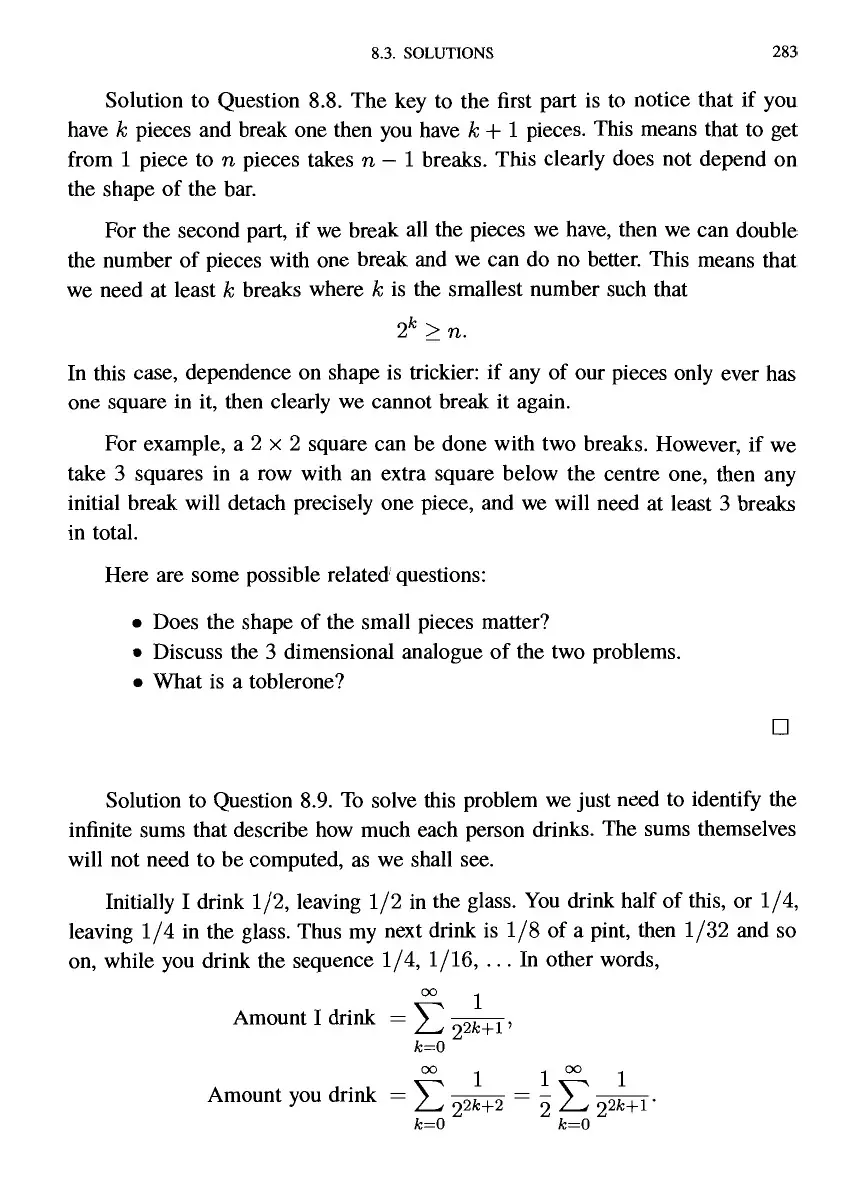 8.3. SOLUTIONS 283
Solution to Question 8.8. The key to the first part is to notice that if you
have k pieces and break one then you have k + 1 pieces. This means that to get
from 1 piece to n pieces takes n − 1 breaks. This clearly does not depend on
the shape of the bar.
For the second part, if we break all the pieces we have, then we can double
the number of pieces with one break and we can do no better. This means that
we need at least k breaks where k is the smallest number such that
2^k ≥ n.
In this case, dependence on shape is trickier: if any of our pieces only ever has
one square in it, then clearly we cannot break it again.
For example, a 2 × 2 square can be done with two breaks. However, if we
take 3 squares in a row with an extra square below the centre one, then any
initial break will detach precisely one piece, and we will need at least 3 breaks
in total.
Here are some possible related questions:
• Does the shape of the small pieces matter?
• Discuss the 3 dimensional analogue of the two problems.
• What is a toblerone?
□
Solution to Question 8.9. To solve this problem we just need to identify the
infinite sums that describe how much each person drinks. The sums themselves
will not need to be computed, as we shall see.
Initially I drink 1/2, leaving 1/2 in the glass. You drink half of this, or 1/4,
leaving 1/4 in the glass. Thus my next drink is 1/8 of a pint, then 1/32 and so
on, while you drink the sequence 1/4, 1/16, ... In other words,
Amount I drink = ∑_{k=0}^{∞} 1/2^{2k+1},
Amount you drink = ∑_{k=0}^{∞} 1/2^{2k+2} = 1/2 ∑_{k=0}^{∞} 1/2^{2k+1}.